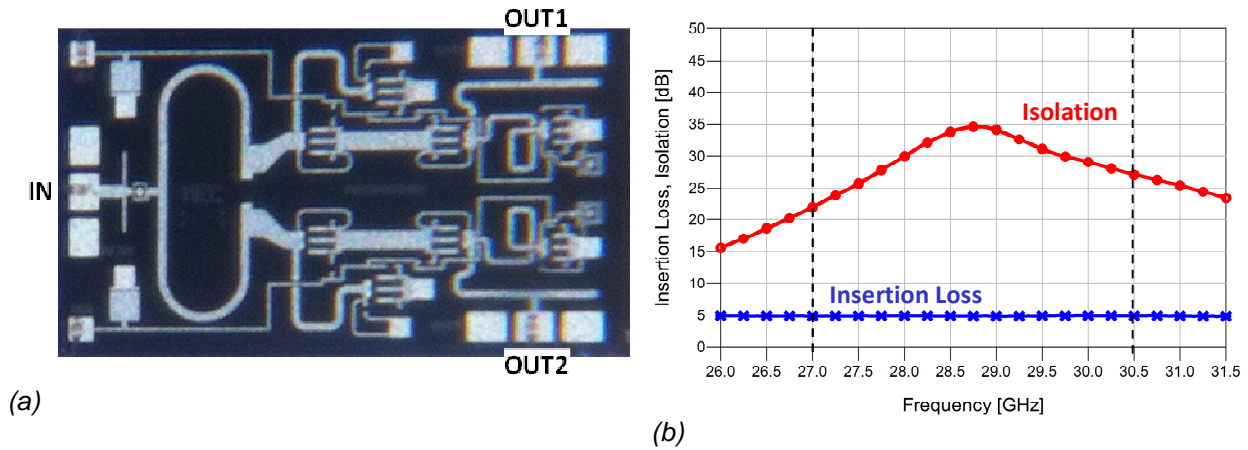 OUT1
IN
OUT2
(a)
Insertion Loss, Isolation [dB]
50
45
40
35
30
25
20
15
10
5
0
Isolation
Insertion Loss
26.0 26.5 27.0 27.5 28.0 28.5 29.0 29.5 30.0 30.5 31.0 31.5
Frequency [GHz]
(b)